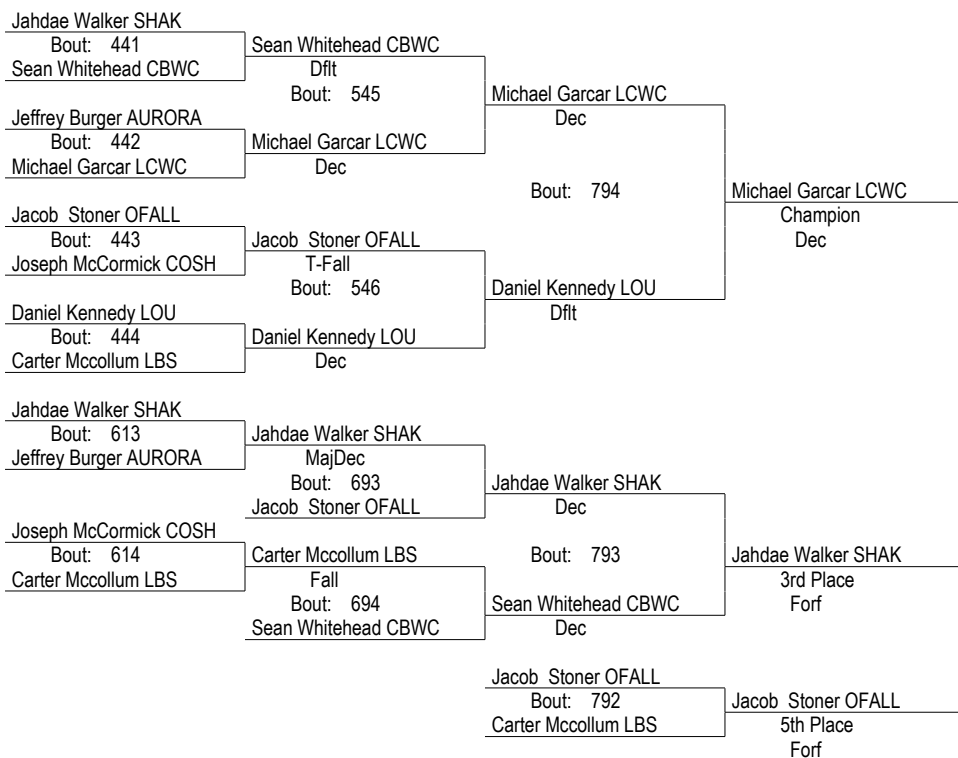 Jahdae Walker SHAK
Bout: 441
Sean Whitehead CBWC
Sean Whitehead CBWC
Dflt
Bout: 545
Jeffrey Burger AURORA
Bout: 442
Michael Garcar LCWC
Michael Garcar LCWC
Dec
Michael Garcar LCWC
Dec
Bout: 794
Michael Garcar LCWC
Champion
Dec
Jacob Stoner OFALL
Bout: 443
Joseph McCormick COSH
Jacob Stoner OFALL
T-Fall
Bout: 546
Daniel Kennedy LOU
Bout: 444
Carter Mccollum LBS
Daniel Kennedy LOU
Dec
Daniel Kennedy LOU
Dflt
Jahdae Walker SHAK
Bout: 613
Jeffrey Burger AURORA
Jahdae Walker SHAK
MajDec
Bout: 693
Jacob Stoner OFALL
Jahdae Walker SHAK
Dec
Joseph McCormick COSH
Bout: 614
Carter Mccollum LBS
Carter Mccollum LBS
Fall
Bout: 694
Sean Whitehead CBWC
Bout: 793
Sean Whitehead CBWC
Dec
Jahdae Walker SHAK
3rd Place
Forf
Jacob Stoner OFALL
Bout: 792
Carter Mccollum LBS
Jacob Stoner OFALL
5th Place
Forf